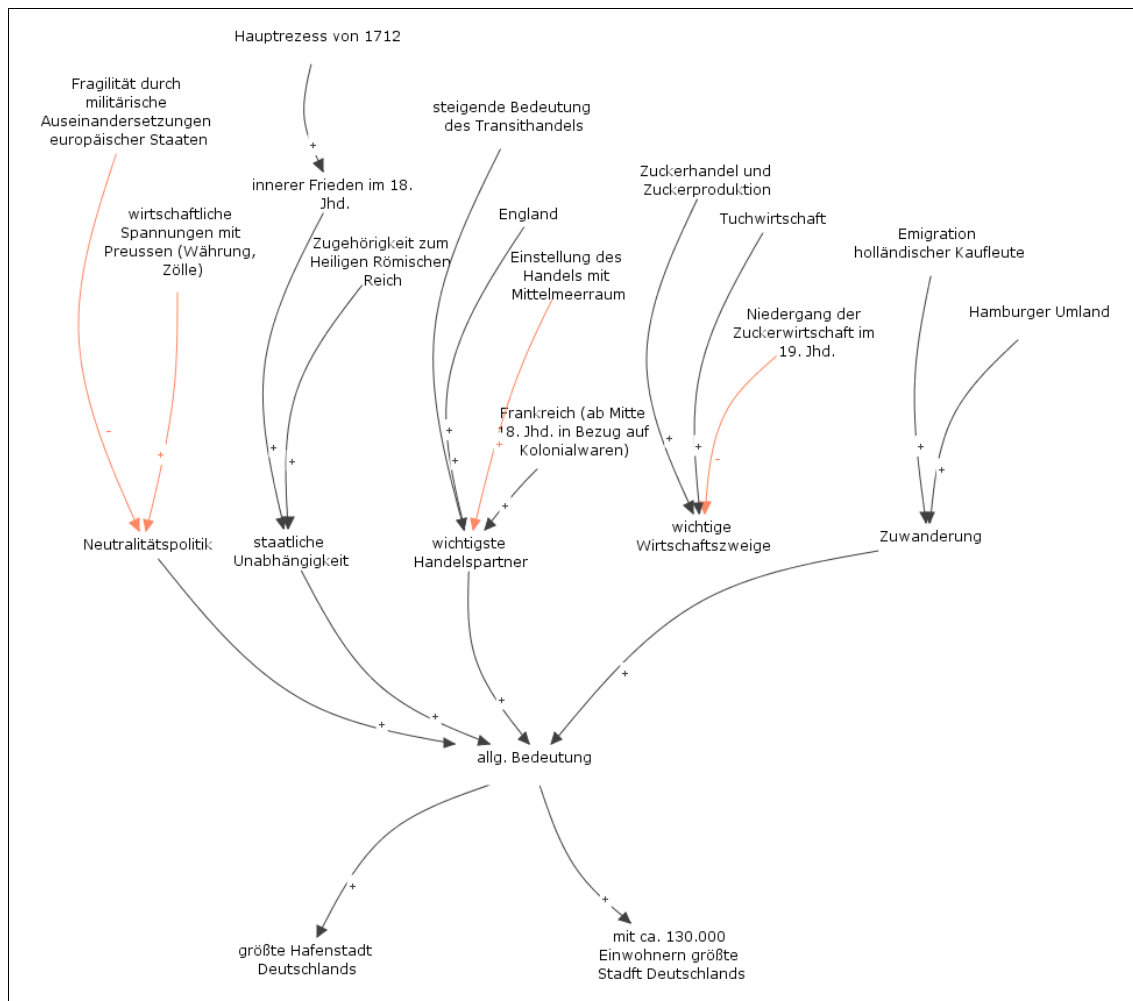 Hauptrezess von 1712
Fragilität durch
militärische
Auseinandersetzungen
europäischer Staaten
steigende Bedeutung
des Transithandels
+
innerer Frieden im 18.
Jhd.
Zuckerhandel und
Zuckerproduktion
wirtschaftliche
Spannungen mit
Preussen (Währung,
Zölle)
England
Tuchwirtschaft
Zugehörigkeit zum
Heiligen Römischen
Reich
Einstellung des
Handels mit
Mittelmeerraum
Emigration
holländischer Kaufleute
Niedergang der
Zuckerwirtschaft im
19. Jhd.
Hamburger Umland
Frankreich (ab Mitte
18. Jhd. in Bezug auf
Kolonialwaren)
-
+
+
+
+
+
+
+
+
+
-
+
+
Neutralitätspolitik
staatliche
Unabhängigkeit
wichtigste
Handelspartner
wichtige
Wirtschaftszweige
Zuwanderung
+
+
+
+
allg. Bedeutung
+
+
größte Hafenstadt
Deutschlands
mit ca. 130.000
Einwohnern größte
Stadft Deutschlands